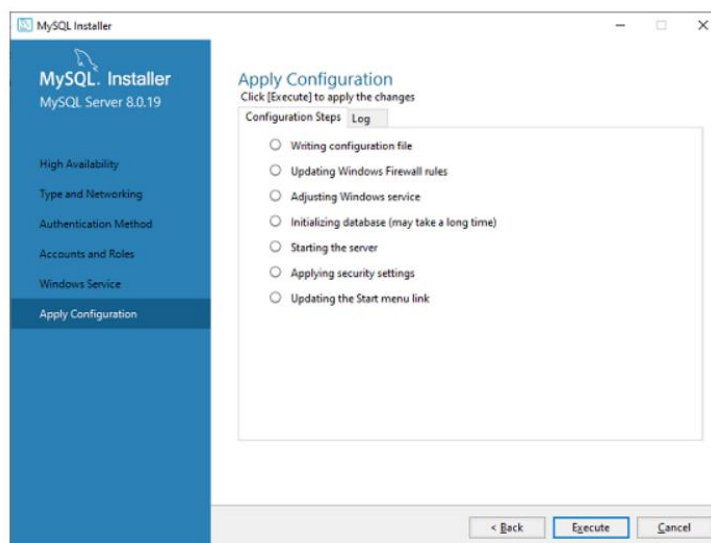 MySQL Installer
MySQL. Installer
MySQL Server 8.0.19
High Availability
Type and Networking
Authentication Method
Accounts and Roles
Windows Service
Apply Configuration
Apply Configuration
Click [Execute] to apply the changes
Configuration Steps Log
Writing configuration file
Updating Windows Firewall rules
Adjusting Windows service
Initializing database (may take a long time)
Starting the server
Applying security settings
Updating the Start menu link
< Back Execute Cancel